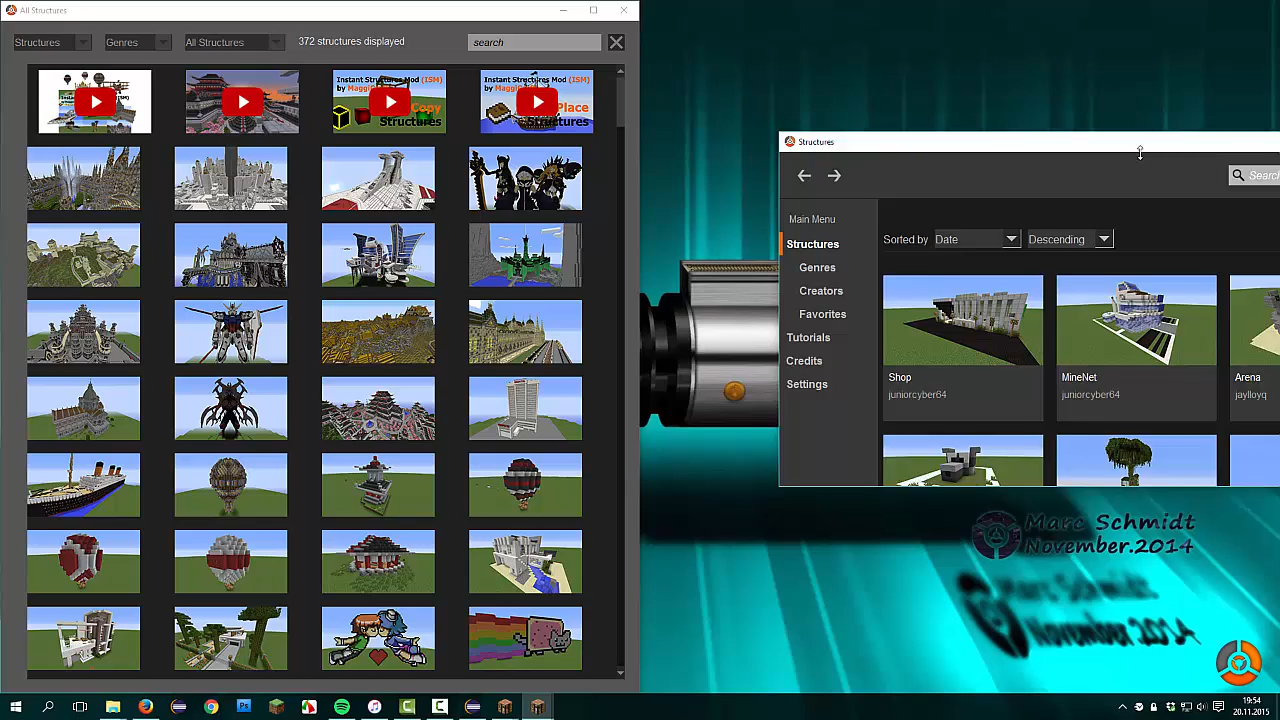 All Structures
Structures
Genres
All Structures
372 structures displayed
search
Instant Structures Mod (ISM)
Copy
Structures
Instant Structures Mod (ISM)
Place
Structures
Structures
Search
Main Menu
Structures
Genres
Creators
Favorites
Tutorials
Credits
Settings
Sorted by
Date
Descending
Shop
juniorcyber64
MineNet
juniorcyber64
Arena
jaylloyq
Marc Schmidt
November.2014
November.2014
19:54
20.11.2015